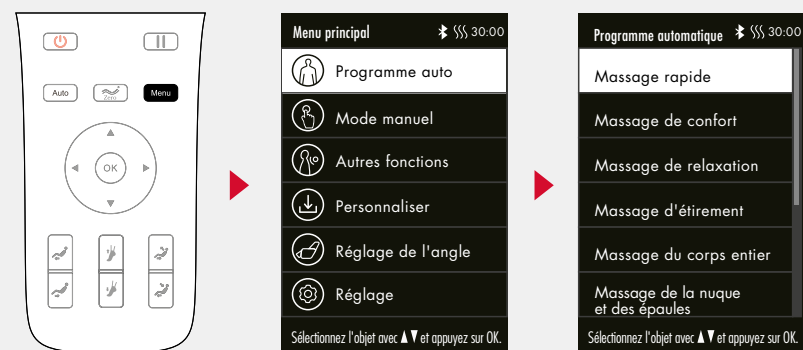 Auto
Zero
Menu
OK
Menu principal 30:00
Programme auto
Mode manuel
Autres fonctions
Personnaliser
Réglage de l'angle
Réglage
Sélectionnez l'objet avec ▲▼ et appuyez sur OK.
Programme automatique 30:00
Massage rapide
Massage de confort
Massage de relaxation
Massage d'étirement
Massage du corps entier
Massage de la nuque
et des épaules
Sélectionnez l'objet avec ▲▼ et appuyez sur OK.